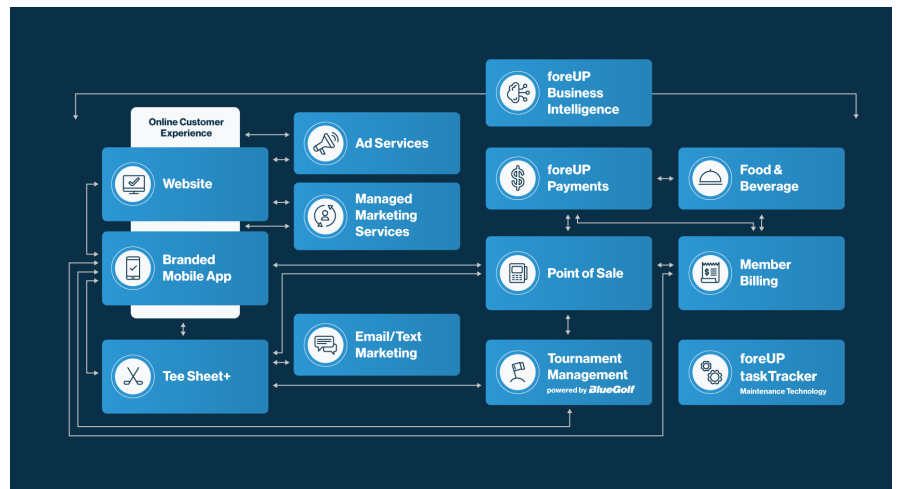 foreUP
Business
Intelligence
Online Customer
Experience
Ad Services
Website
Managed
Marketing
Services
foreUP
Payments
Food &
Beverage
Branded
Mobile App
Point of Sale
Member
Billing
Email/Text
Marketing
Tee Sheet+
Tournament
Management
powered by BlueGolf
foreUP
taskTracker
Maintenance Technology